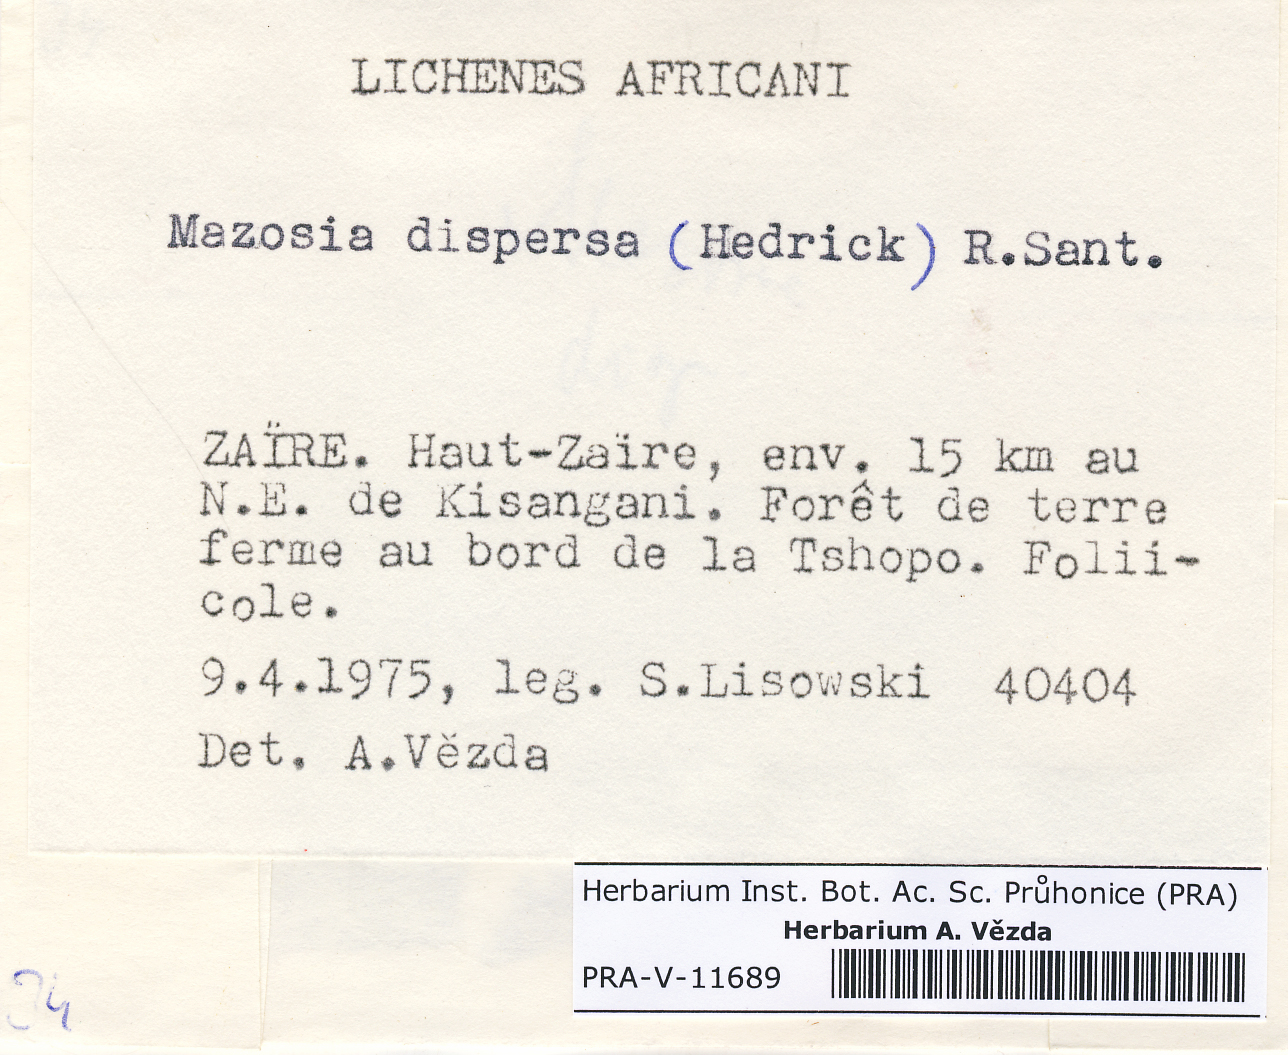 LICHENES AFRICANI
Mazosia dispersa (Hedrick) R.Sant.
ZAÏRE. Haut-Zaïre, env. 15 km au
N.E. de Kisangani. Forêt de terre
ferme au bord de la Tshopo. Folii-
cole.
9.4.1975, leg. S.Lisowski 40404
Det. A.Vězda
Herbarium Inst. Bot. Ac. Sc. Průhonice (PRA)
Herbarium A. Vězda
PRA-V-11689